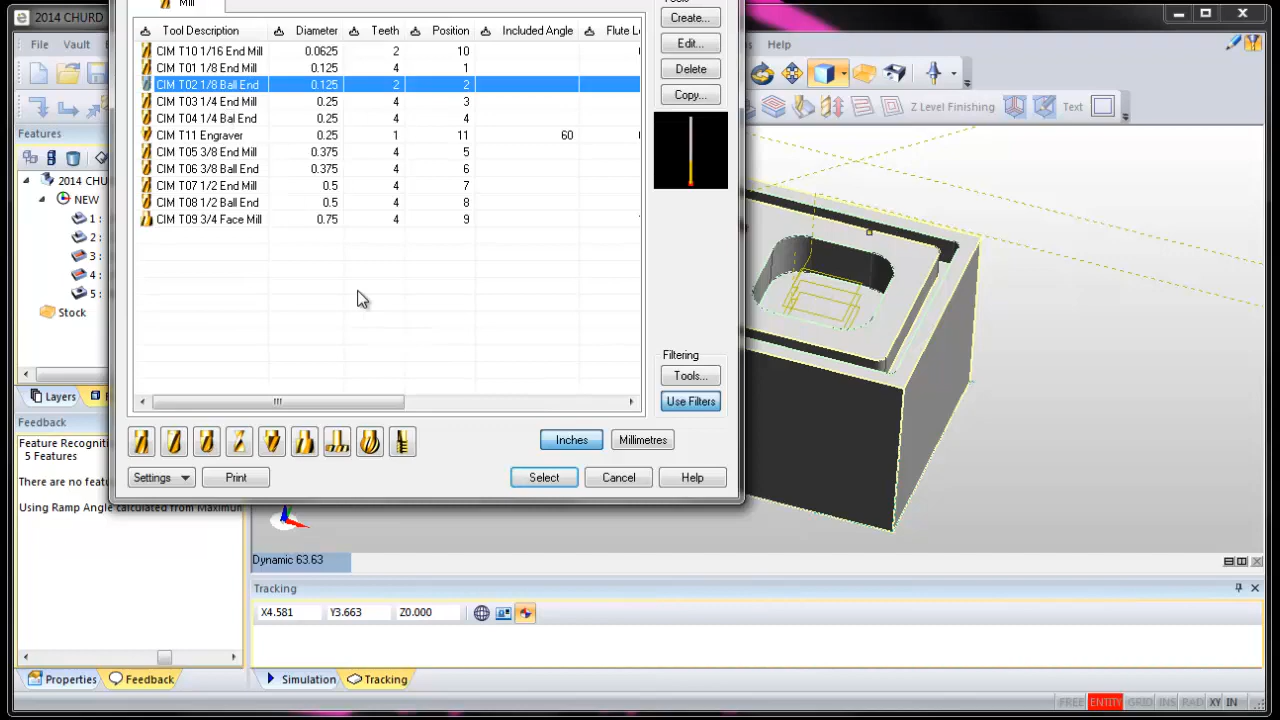 2014 CHURD
File Vault Help
Mill
Tool Description Diameter Teeth Position Included Angle Flute L
CIM T10 1/16 End Mill 0.0625 2 10
CIM T01 1/8 End Mill 0.125 4 1
CIM T02 1/8 Ball End 0.125 2 2
CIM T03 1/4 End Mill 0.25 4 3
CIM T04 1/4 Bal End 0.25 4 4
CIM T11 Engraver 0.25 1 11 60
CIM T05 3/8 End Mill 0.375 4 5
CIM T06 3/8 Ball End 0.375 4 6
CIM T07 1/2 End Mill 0.5 4 7
CIM T08 1/2 Ball End 0.5 4 8
CIM T09 3/4 Face Mill 0.75 4 9
Create...
Edit...
Delete
Copy...
Filtering
Tools...
Use Filters
Inches Millimetres
Settings Print Select Cancel Help
Z Level Finishing Text
Features
2014 CHU
NEW
1 :
2 :
3 :
4 :
5 :
Stock
Layers
Feedback
Feature Recogniti
5 Features
There are no featu
Using Ramp Angle calculated from Maximu
Properties Feedback
Dynamic 63.63
Tracking
X4.581 Y3.663 Z0.000
Simulation Tracking
FREE ENTITY GRID INS RAD XY IN